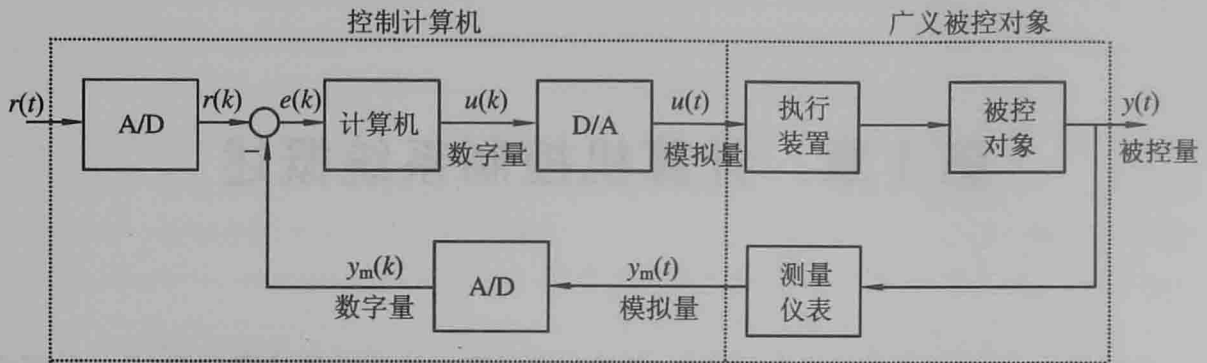 控制计算机
广义被控对象
r(t)
A/D
r(k)
e(k)
计算机
u(k)
数字量
D/A
u(t)
模拟量
执行
装置
被控
对象
y(t)
被控量
−
yₘ(k)
数字量
A/D
yₘ(t)
模拟量
测量
仪表